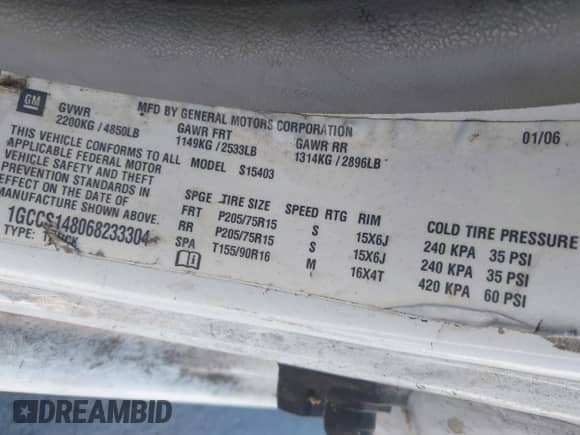 GM
MFD BY GENERAL MOTORS CORPORATION
01/06
GVWR GAWR FRT GAWR RR
2200KG / 4850LB 1149KG / 2533LB 1314KG / 2896LB
THIS VEHICLE CONFORMS TO ALL
APPLICABLE FEDERAL MOTOR
VEHICLE SAFETY AND THEFT
PREVENTION STANDARDS IN
EFFECT ON THE DATE OF
MANUFACTURE SHOWN ABOVE.
1GCCS148068233304
TYPE:
MODEL S15403
SPGE TIRE SIZE SPEED RTG RIM COLD TIRE PRESSURE
FRT P205/75R15 S 15X6J 240 KPA 35 PSI
RR P205/75R15 S 15X6J 240 KPA 35 PSI
SPA T155/90R16 M 16X4T 420 KPA 60 PSI
DREAMBID